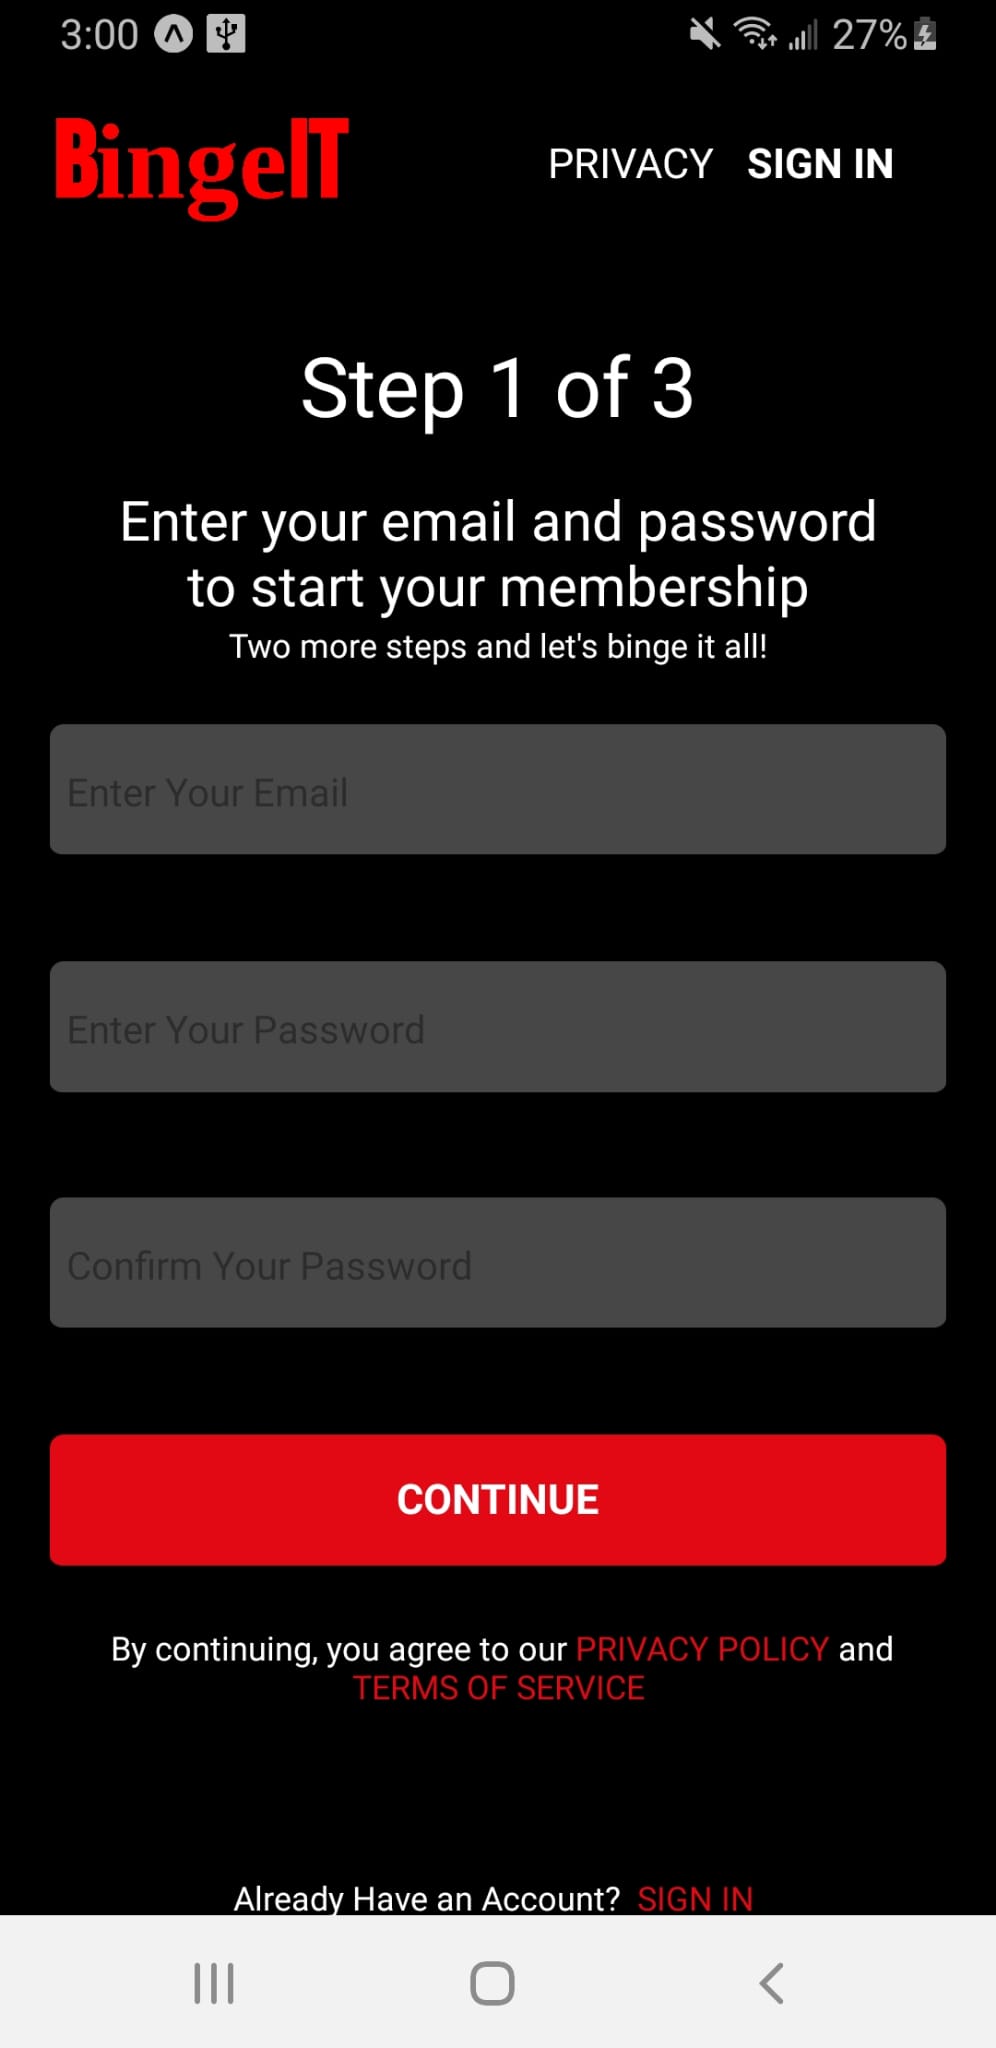 3:00 27%
BingeIT PRIVACY SIGN IN
Step 1 of 3
Enter your email and password
to start your membership
Two more steps and let's binge it all!
Enter Your Email
Enter Your Password
Confirm Your Password
CONTINUE
By continuing, you agree to our PRIVACY POLICY and
TERMS OF SERVICE
Already Have an Account? SIGN IN